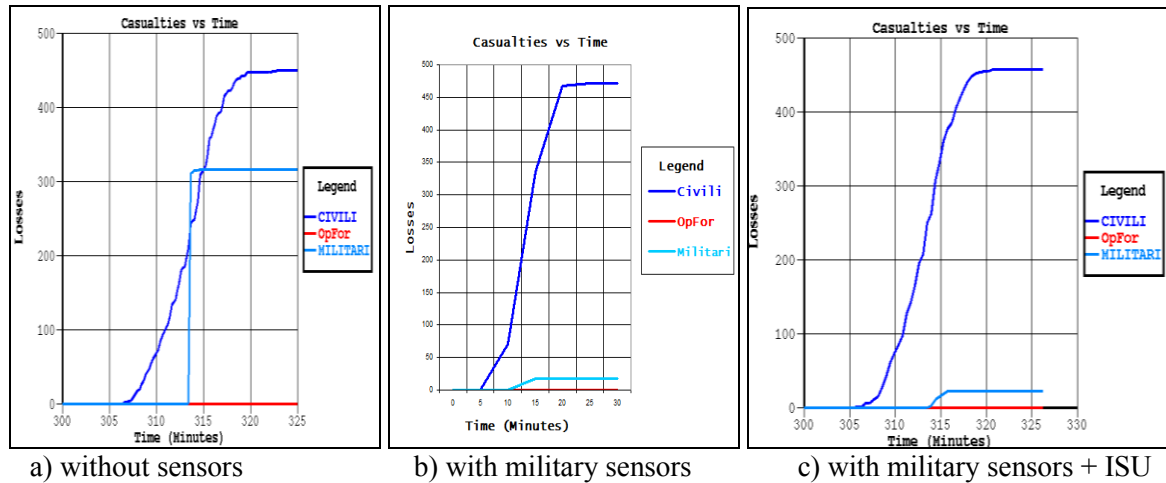 Casualties vs Time
500
400
300
200
100
0
Losses
300 305 310 315 320 325
Time (Minutes)
Legend
CIVILI
OpFor
MILITARI
a) without sensors
Casualties vs Time
500
450
400
350
300
250
200
150
100
50
0
Losses
0 5 10 15 20 25 30
Time (Minutes)
Legend
Civili
OpFor
Militari
b) with military sensors
Casualties vs Time
500
400
300
200
100
0
Losses
300 305 310 315 320 325 330
Time (Minutes)
Legend
CIVILI
OpFor
MILITARI
c) with military sensors + ISU